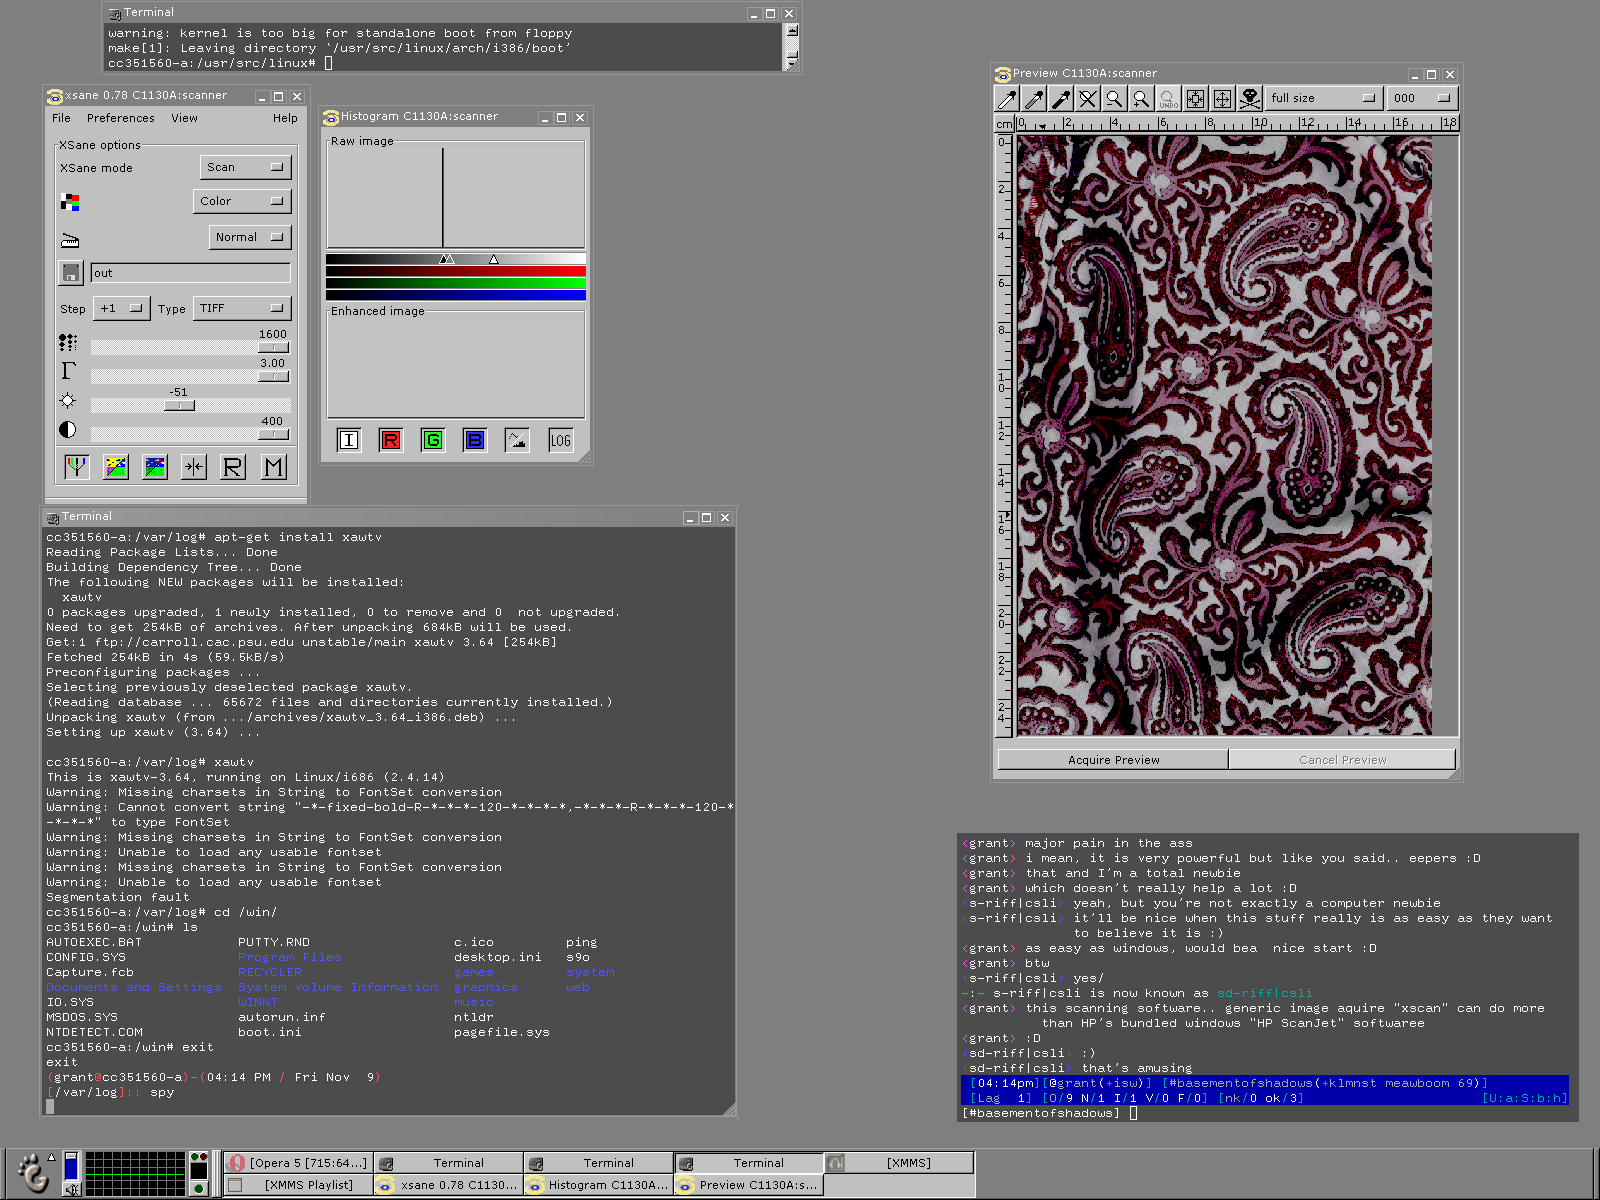 Terminal
warning: kernel is too big for standalone boot from floppy
make[1]: Leaving directory `/usr/src/linux/arch/i386/boot'
cc351560-a:/usr/src/linux#
xsane 0.78 C1130A:scanner
File Preferences View Help
XSane options
XSane mode Scan
Color
Normal
out
Step +1 Type TIFF
1600
3.00
-51
400
R M
Histogram C1130A:scanner
Raw image
Enhanced image
I R G B LOG
Preview C1130A:scanner
UNDO full size 000
cm 0 2 4 6 8 10 12 14 16 18
0
2
4
6
8
10
12
14
16
18
20
22
24
Acquire Preview Cancel Preview
Terminal
cc351560-a:/var/log# apt-get install xawtv
Reading Package Lists... Done
Building Dependency Tree... Done
The following NEW packages will be installed:
xawtv
0 packages upgraded, 1 newly installed, 0 to remove and 0  not upgraded.
Need to get 254kB of archives. After unpacking 684kB will be used.
Get:1 ftp://carroll.cac.psu.edu unstable/main xawtv 3.64 [254kB]
Fetched 254kB in 4s (59.5kB/s)
Preconfiguring packages ...
Selecting previously deselected package xawtv.
(Reading database ... 65672 files and directories currently installed.)
Unpacking xawtv (from .../archives/xawtv_3.64_i386.deb) ...
Setting up xawtv (3.64) ...
cc351560-a:/var/log# xawtv
This is xawtv-3.64, running on Linux/i686 (2.4.14)
Warning: Missing charsets in String to FontSet conversion
Warning: Cannot convert string "-*-fixed-bold-R-*-*-*-120-*-*-*-*,-*-*-*-R-*-*-*-120-*
-*-*-*" to type FontSet
Warning: Missing charsets in String to FontSet conversion
Warning: Unable to load any usable fontset
Warning: Missing charsets in String to FontSet conversion
Warning: Unable to load any usable fontset
Segmentation fault
cc351560-a:/var/log# cd /win/
cc351560-a:/win# ls
AUTOEXEC.BAT PUTTY.RND c.ico ping
CONFIG.SYS Program Files desktop.ini s9o
Capture.fcb RECYCLER games system
Documents and Settings System Volume Information graphics web
IO.SYS WINNT music
MSDOS.SYS autorun.inf ntldr
NTDETECT.COM boot.ini pagefile.sys
cc351560-a:/win# exit
exit
(grant@cc351560-a)-(04:14 PM / Fri Nov  9)
[/var/log]:: spy
<grant> major pain in the ass
<grant> i mean, it is very powerful but like you said.. eepers :D
<grant> that and I'm a total newbie
<grant> which doesn't really help a lot :D
<s-riff|csli> yeah, but you're not exactly a computer newbie
<s-riff|csli> it'll be nice when this stuff really is as easy as they want
to believe it is :)
<grant> as easy as windows, would bea  nice start :D
<grant> btw
<s-riff|csli> yes/
-:- s-riff|csli is now known as sd-riff|csli
<grant> this scanning software.. generic image aquire "xscan" can do more
than HP's bundled windows "HP ScanJet" softwaree
<grant> :D
<sd-riff|csli> :)
<sd-riff|csli> that's amusing
[04:14pm][@grant(+isw)] [#basementofshadows(+klmnst meawboom 69)]
[Lag  1] [O/9 N/1 I/1 V/0 F/0] [nk/0 ok/3] [U:a:S:b:h]
[#basementofshadows]
[Opera 5 [715:64...] Terminal Terminal Terminal [XMMS]
[XMMS Playlist] xsane 0.78 C1130... Histogram C1130A... Preview C1130A:s...